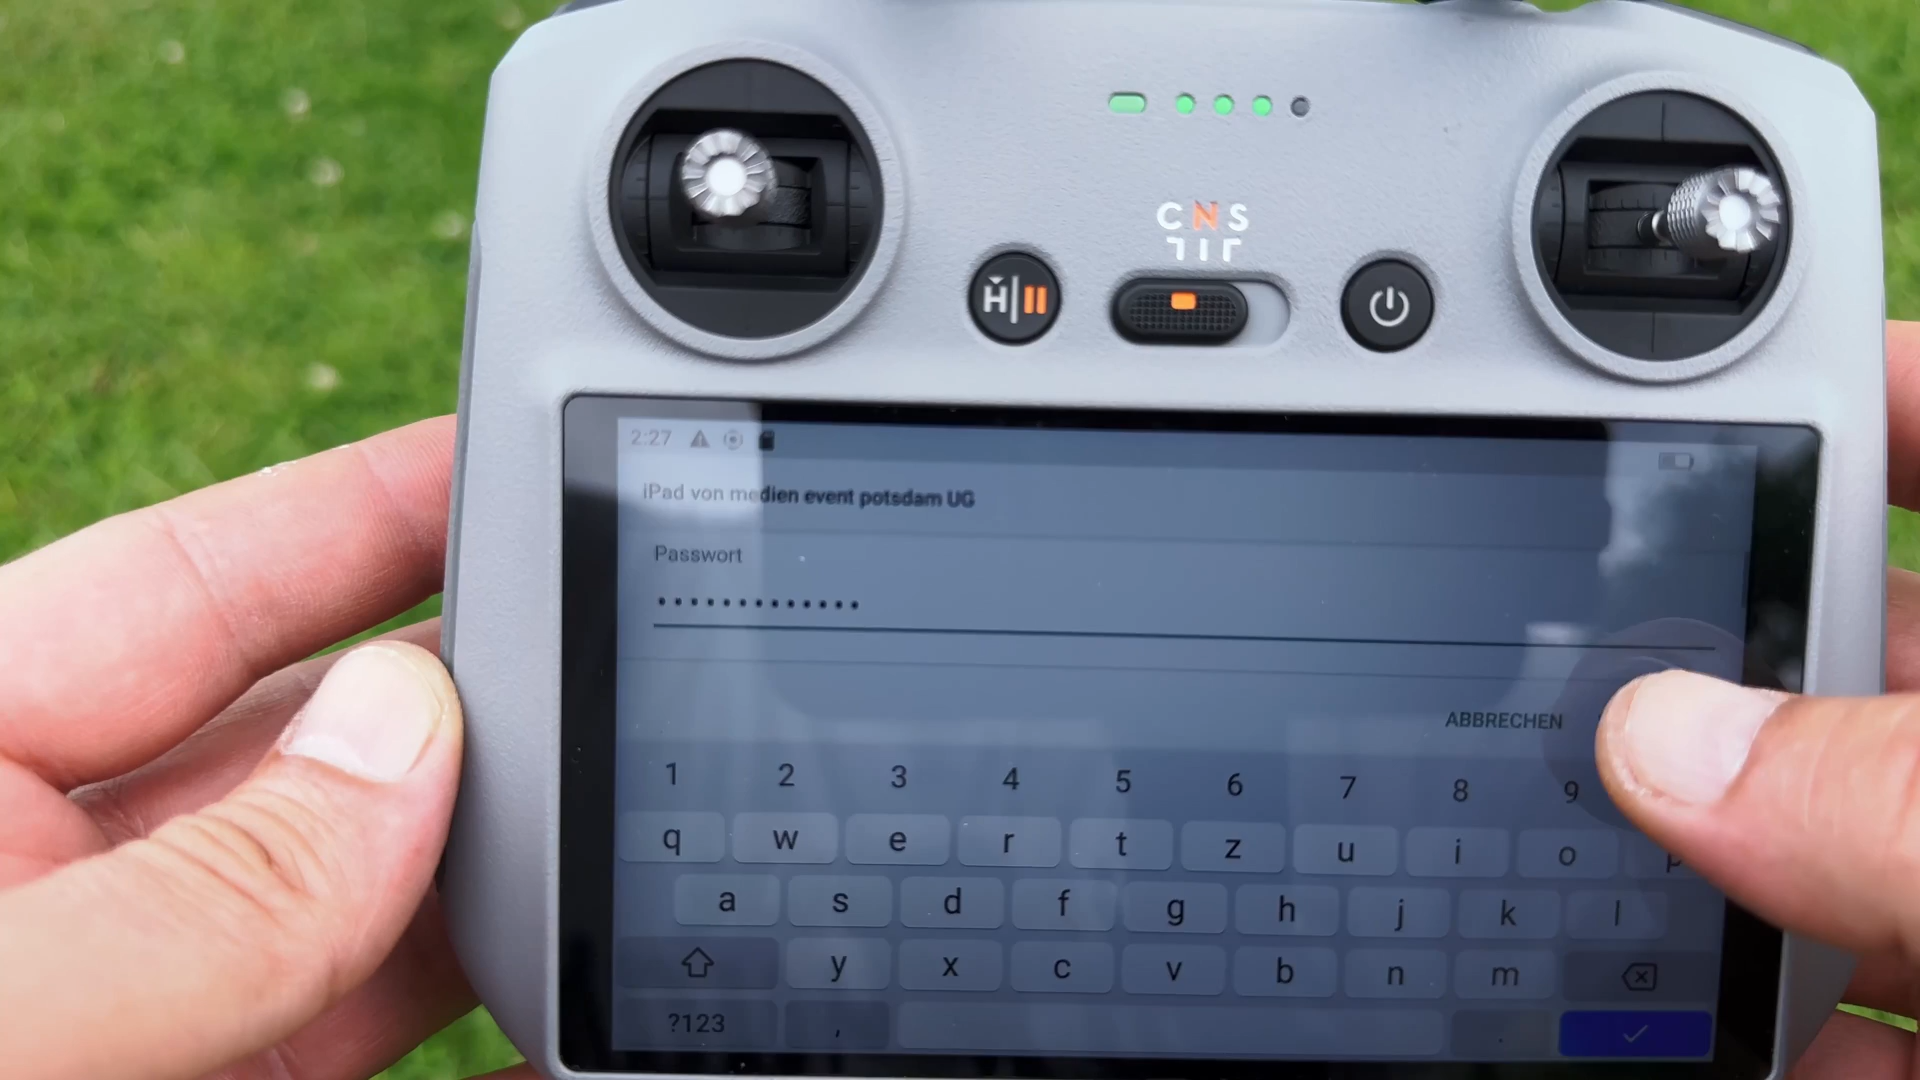 C N S
H
2:27
iPad von medien event potsdam UG
Passwort
•••••••••••••
ABBRECHEN
1 2 3 4 5 6 7 8 9
q w e r t z u i o p
a s d f g h j k l
y x c v b n m
?123 , .